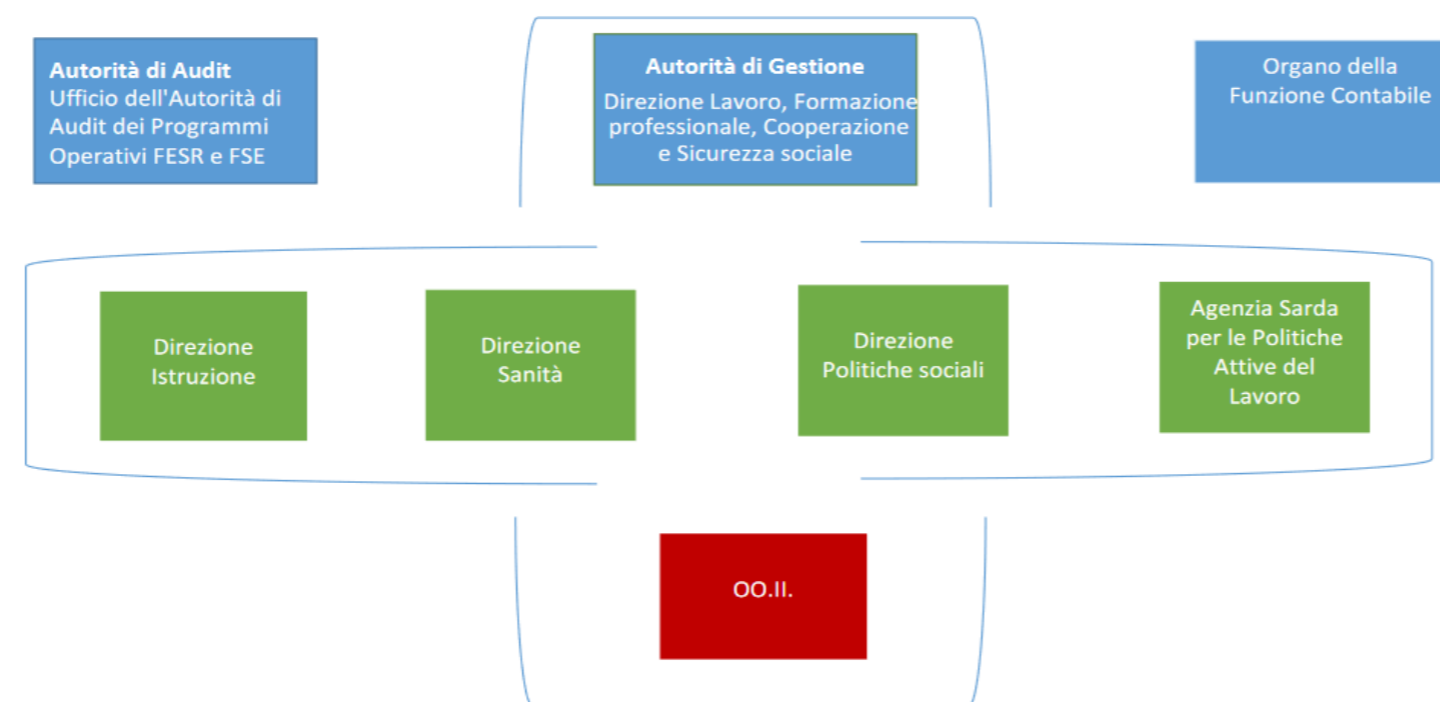 Autorità di Audit
Ufficio dell'Autorità di
Audit dei Programmi
Operativi FESR e FSE
Autorità di Gestione
Direzione Lavoro, Formazione
professionale, Cooperazione
e Sicurezza sociale
Organo della
Funzione Contabile
Direzione
Istruzione
Direzione
Sanità
Direzione
Politiche sociali
Agenzia Sarda
per le Politiche
Attive del
Lavoro
OO.II.